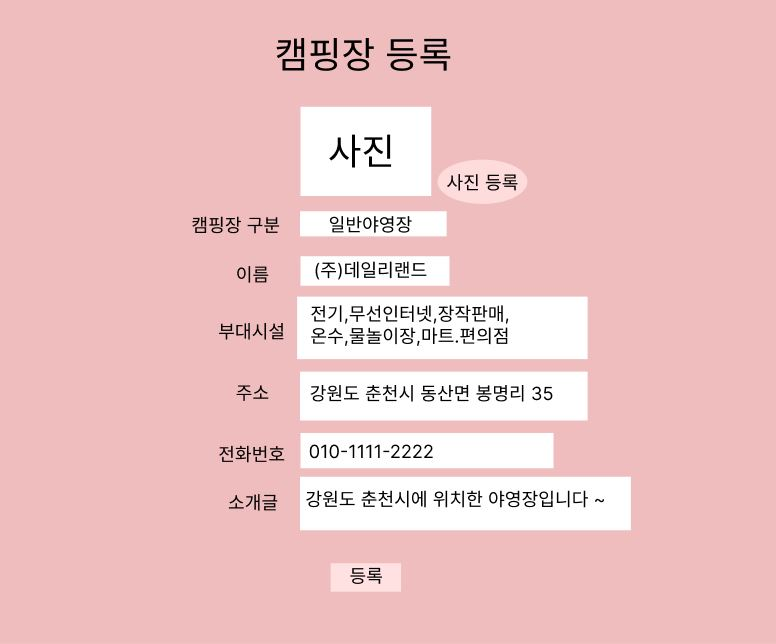 캠핑장 등록
사진
사진 등록
캠핑장 구분 일반야영장
이름 (주)데일리랜드
부대시설 전기,무선인터넷,장작판매,
온수,물놀이장,마트.편의점
주소 강원도 춘천시 동산면 봉명리 35
전화번호 010-1111-2222
소개글 강원도 춘천시에 위치한 야영장입니다 ~
등록